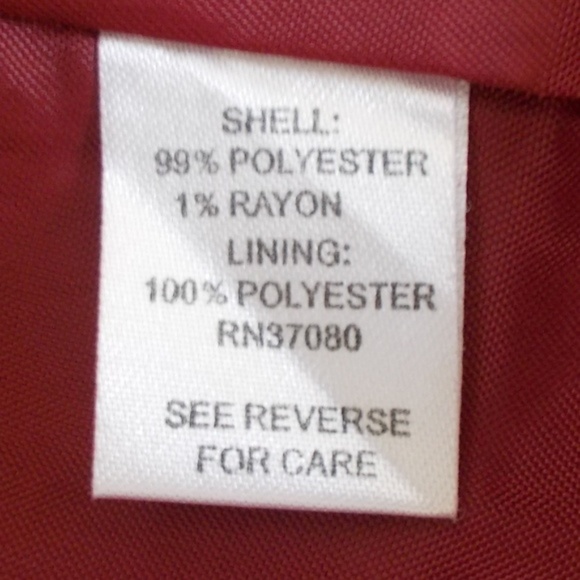 SHELL:
99% POLYESTER
1% RAYON
LINING:
100% POLYESTER
RN37080
SEE REVERSE
FOR CARE